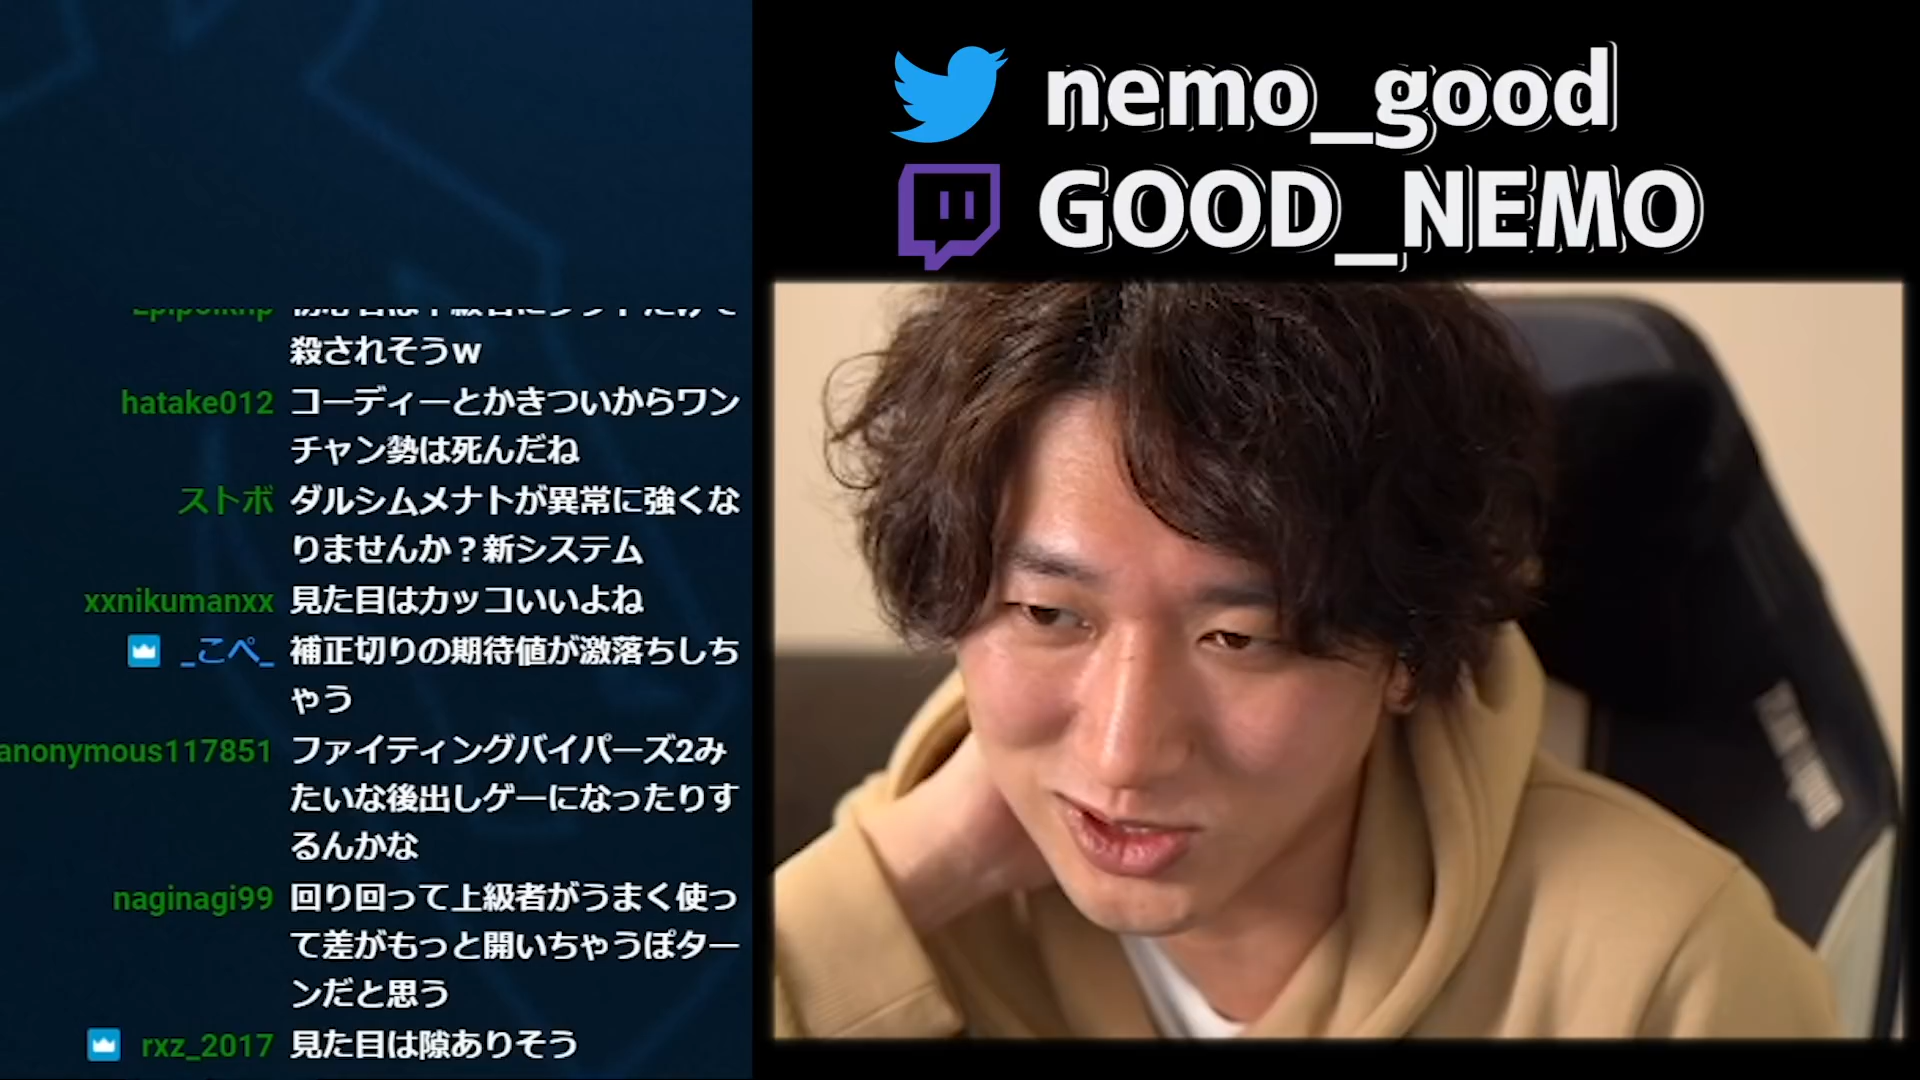 nemo_good
GOOD_NEMO
殺されそうw
hatake012 コーディーとかきついからワン
チャン勢は死んだね
ストボ ダルシムメナトが異常に強くな
りませんか？新システム
xxnikumanxx 見た目はカッコいいよね
_こぺ_ 補正切りの期待値が激落ちしち
ゃう
anonymous117851 ファイティングバイパーズ2み
たいな後出しゲーになったりす
るんかな
naginagi99 回り回って上級者がうまく使っ
て差がもっと開いちゃうぽター
ンだと思う
rxz_2017 見た目は隙ありそう